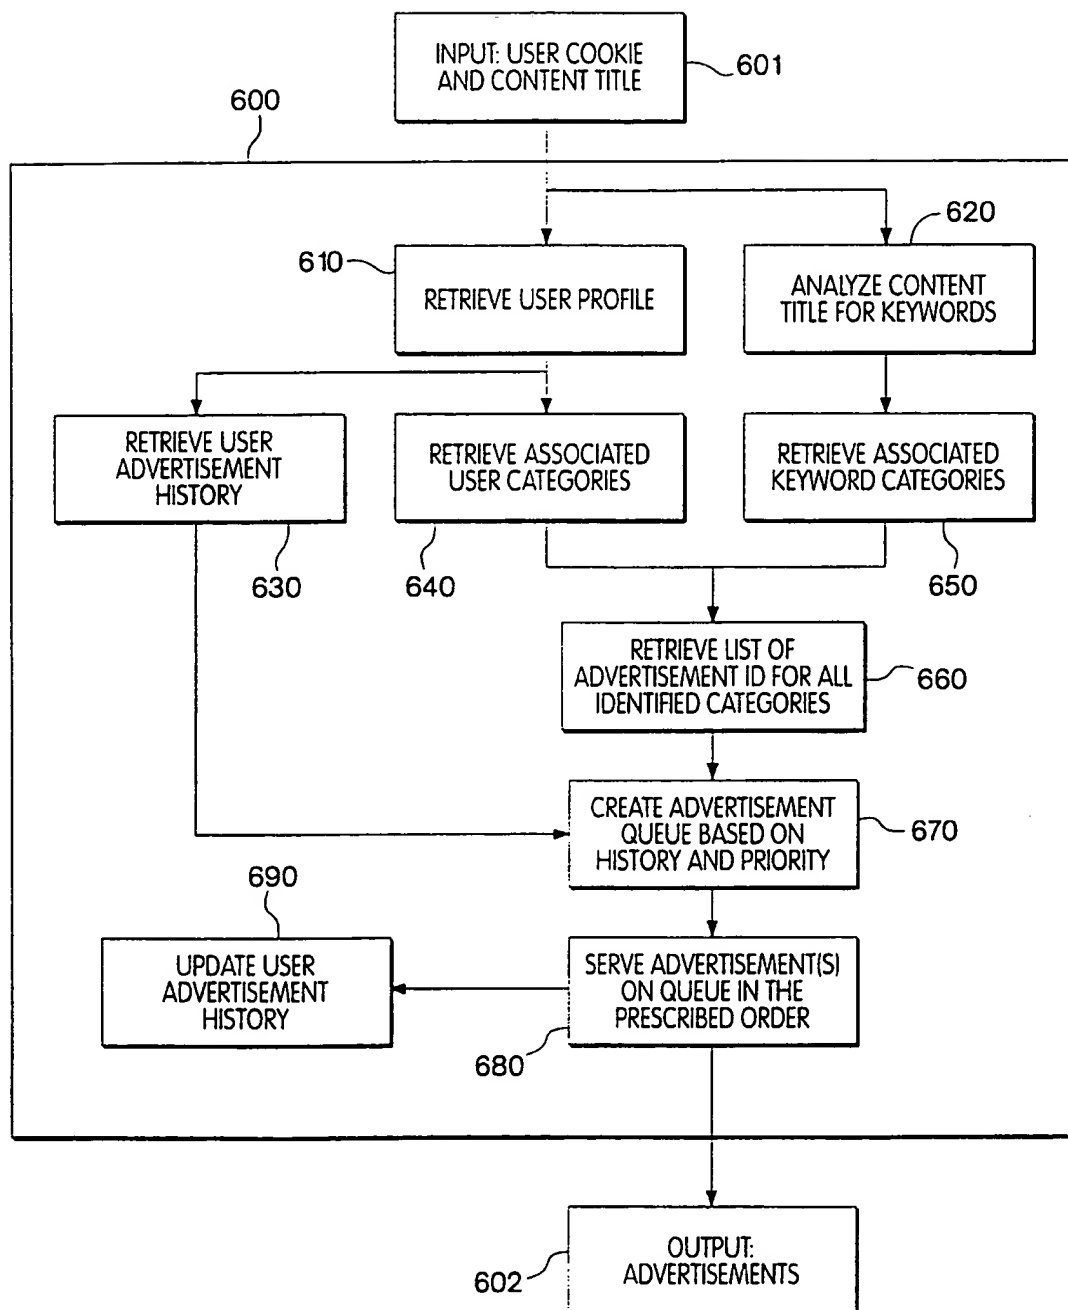 INPUT: USER COOKIE
AND CONTENT TITLE
601
600
620
610
RETRIEVE USER PROFILE
ANALYZE CONTENT
TITLE FOR KEYWORDS
RETRIEVE USER
ADVERTISEMENT
HISTORY
630
RETRIEVE ASSOCIATED
USER CATEGORIES
640
RETRIEVE ASSOCIATED
KEYWORD CATEGORIES
650
RETRIEVE LIST OF
ADVERTISEMENT ID FOR ALL
IDENTIFIED CATEGORIES
660
CREATE ADVERTISEMENT
QUEUE BASED ON
HISTORY AND PRIORITY
670
690
UPDATE USER
ADVERTISEMENT
HISTORY
SERVE ADVERTISEMENT(S)
ON QUEUE IN THE
PRESCRIBED ORDER
680
OUTPUT:
ADVERTISEMENTS
602